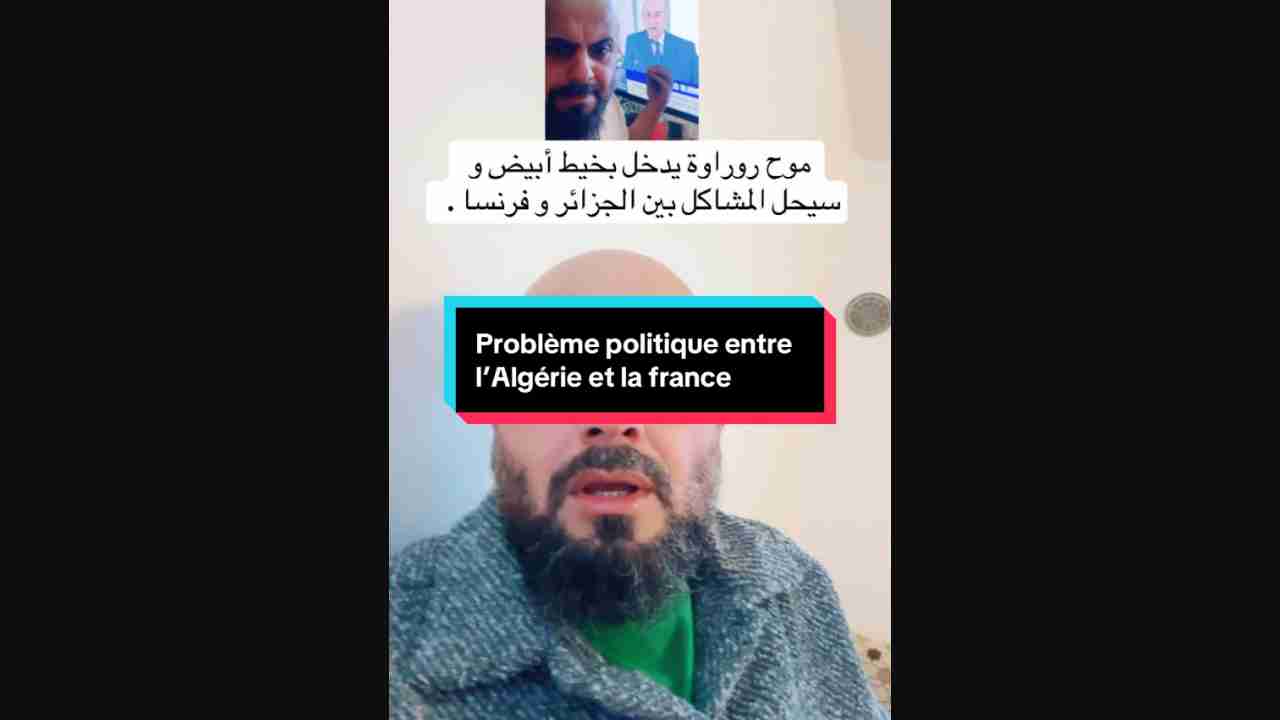 موح روراوة يدخل بخيط أبيض و
سيحل المشاكل بين الجزائر و فرنسا .
Problème politique entre
l’Algérie et la france